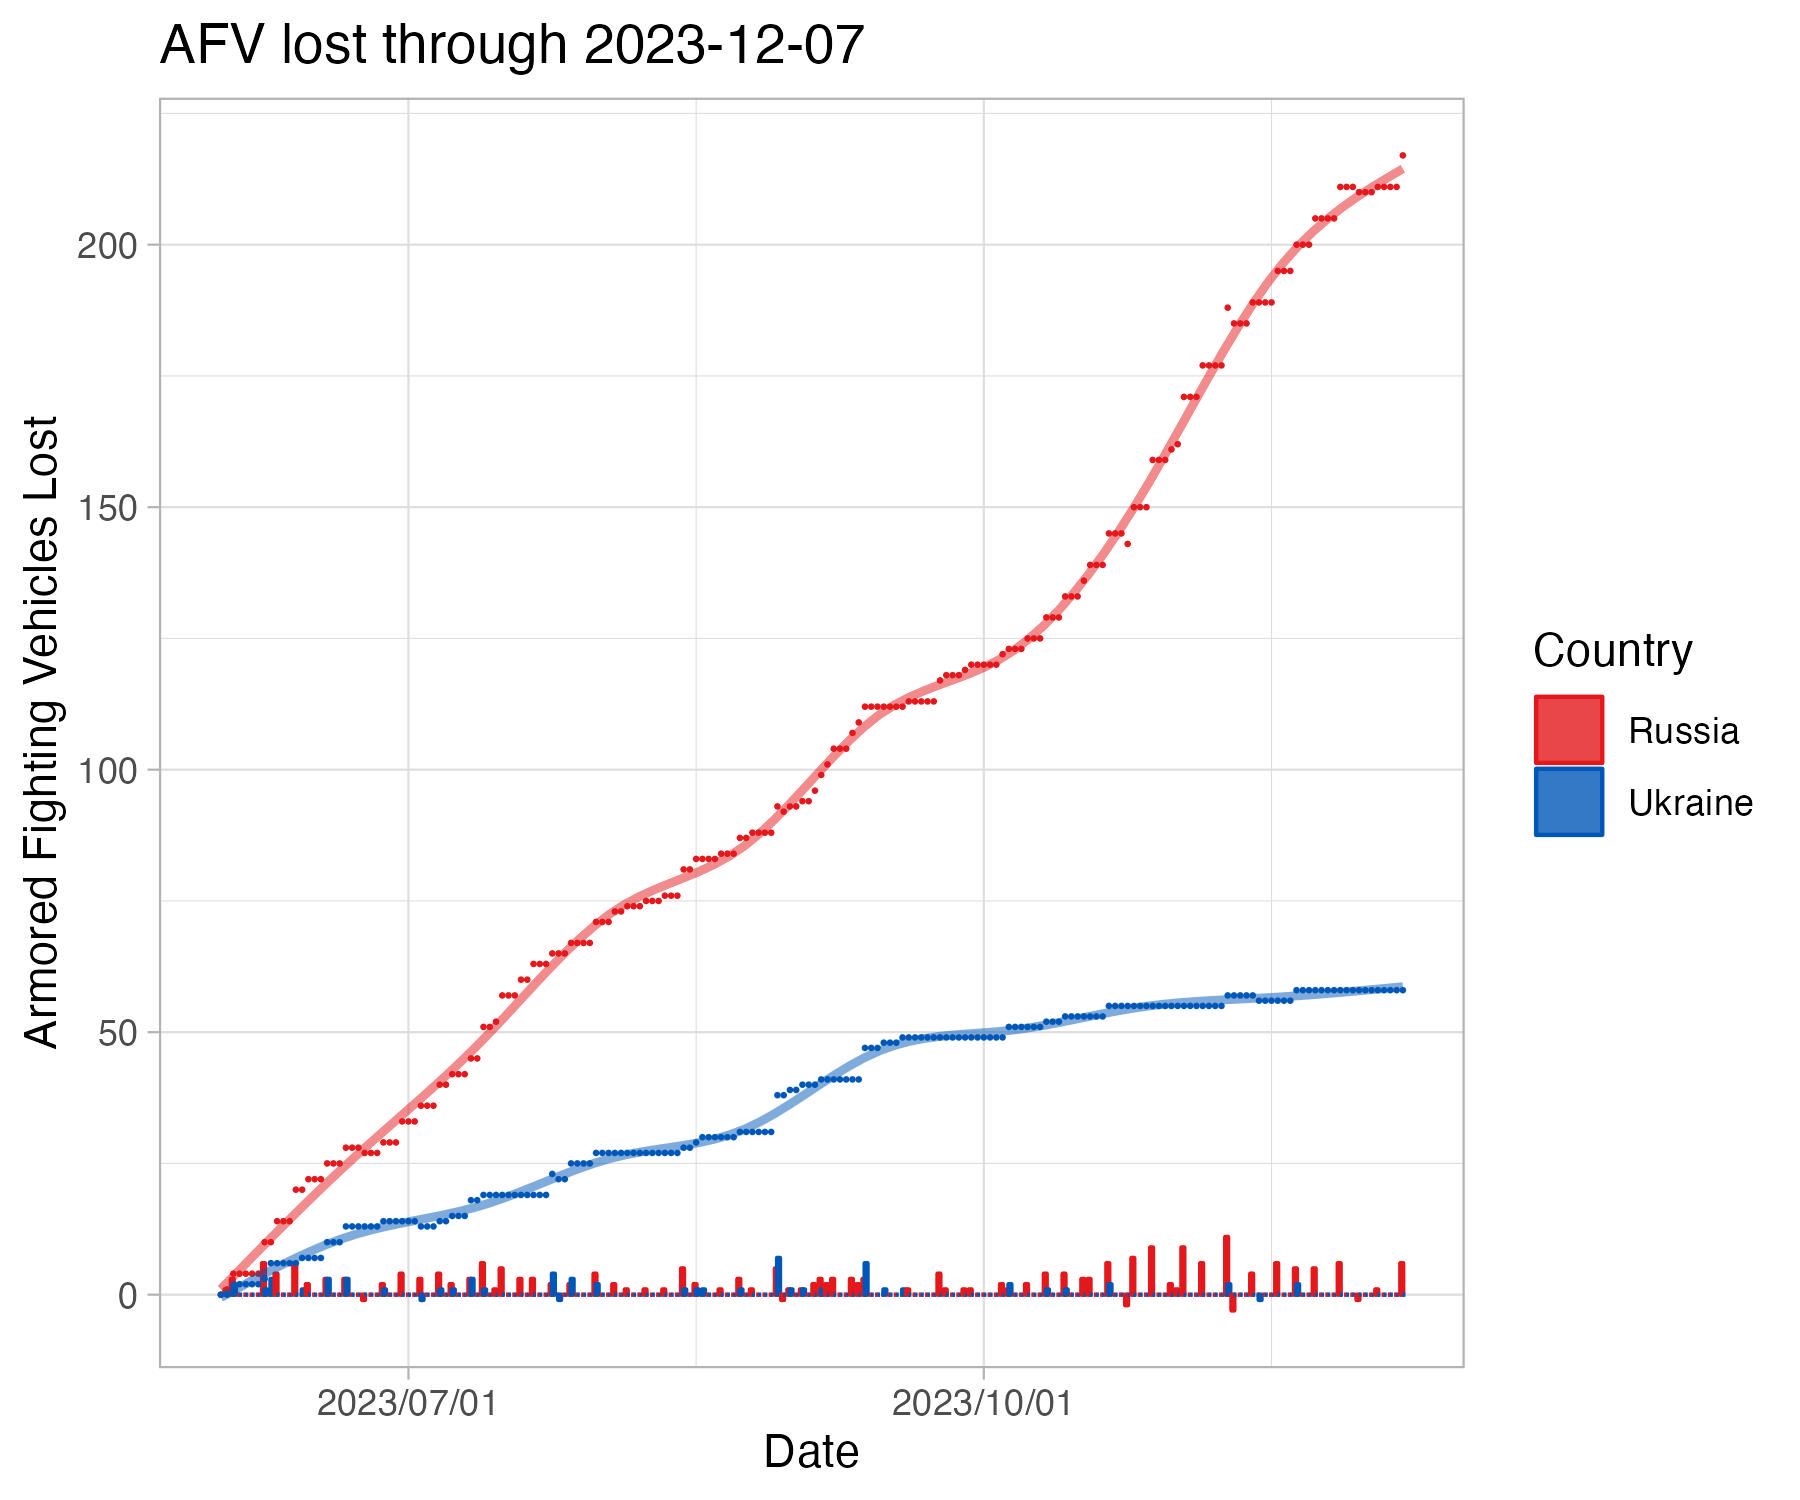 AFV lost through 2023-12-07
Armored Fighting Vehicles Lost
200
150
100
50
0
2023/07/01
2023/10/01
Date
Country
Russia
Ukraine